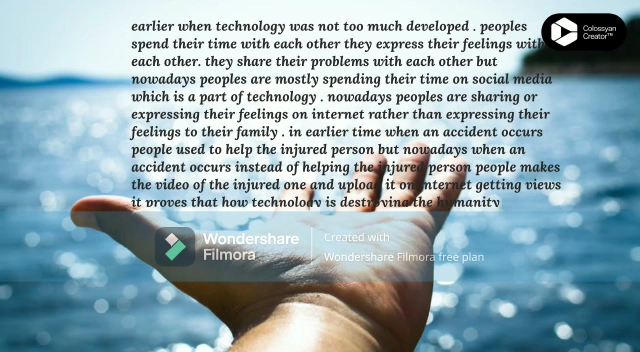 earlier when technology was not too much developed . peoples
spend their time with each other they express their feelings with
each other. they share their problems with each other but
nowadays peoples are mostly spending their time on social media
which is a part of technology . nowadays peoples are sharing or
expressing their feelings on internet rather than expressing their
feelings to their family . in earlier time when an accident occurs
people used to help the injured person but nowadays when an
accident occurs instead of helping the injured person people makes
the video of the injured one and upload it on internet getting views
it proves that how technology is destroying the humanity
Colossyan
Creator™
Wondershare
Filmora
Created with
Wondershare Filmora free plan